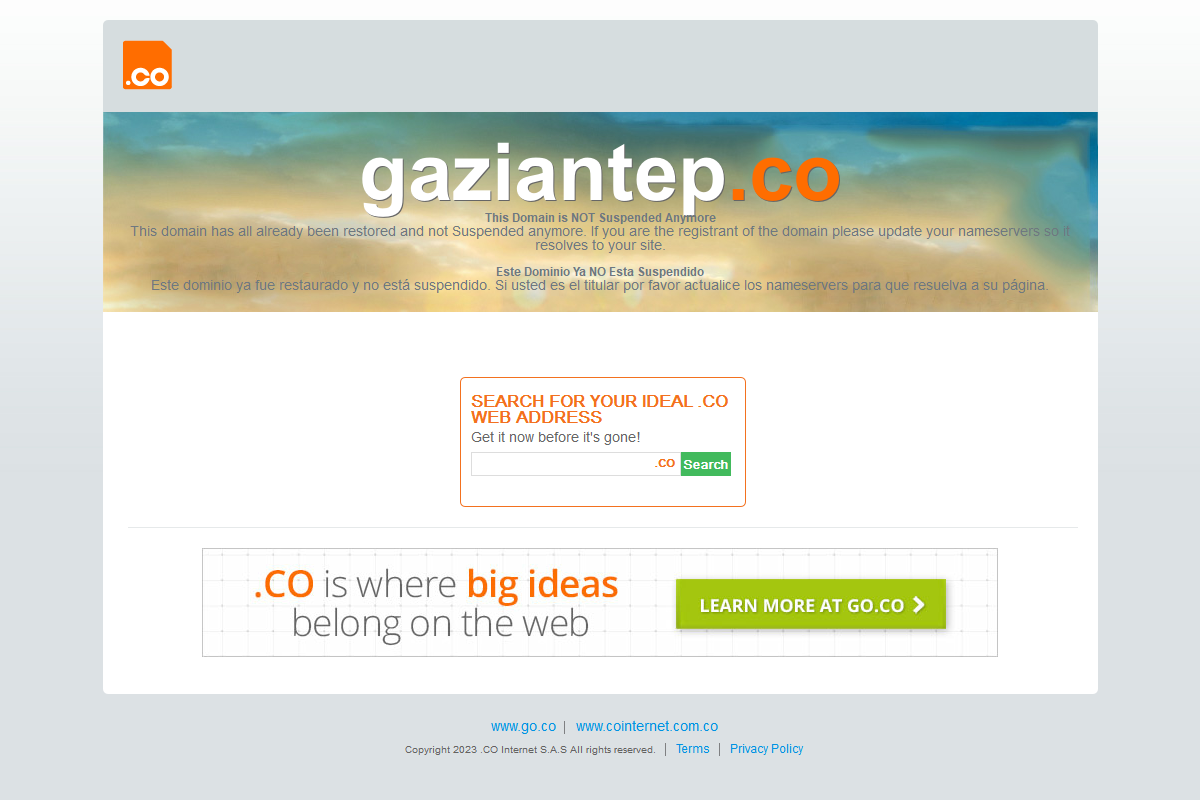 .co
gaziantep.co
This Domain is NOT Suspended Anymore
This domain has all already been restored and not Suspended anymore. If you are the registrant of the domain please update your nameservers so it
resolves to your site.
Este Dominio Ya NO Esta Suspendido
Este dominio ya fue restaurado y no está suspendido. Si usted es el titular por favor actualice los nameservers para que resuelva a su página.
SEARCH FOR YOUR IDEAL .CO
WEB ADDRESS
Get it now before it's gone!
.CO Search
.CO is where big ideas
belong on the web
LEARN MORE AT GO.CO
www.go.co | www.cointernet.com.co
Copyright 2023 .CO Internet S.A.S All rights reserved. | Terms | Privacy Policy